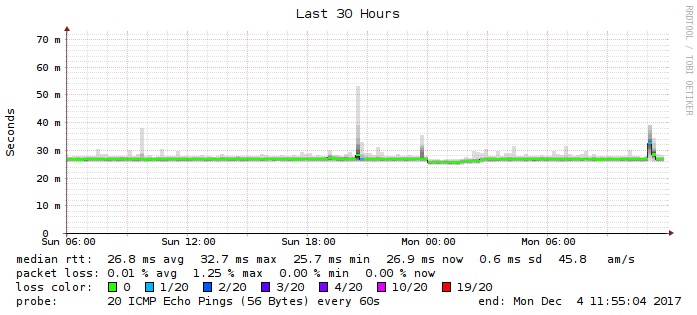 Last 30 Hours
RRDTOOL / TOBI OETIKER
Seconds
70 m
60 m
50 m
40 m
30 m
20 m
10 m
0
Sun 06:00 Sun 12:00 Sun 18:00 Mon 00:00 Mon 06:00
median rtt: 26.8 ms avg 32.7 ms max 25.7 ms min 26.9 ms now 0.6 ms sd 45.8 am/s
packet loss: 0.01 % avg 1.25 % max 0.00 % min 0.00 % now
loss color: 0 1/20 2/20 3/20 4/20 10/20 19/20
probe: 20 ICMP Echo Pings (56 Bytes) every 60s end: Mon Dec 4 11:55:04 2017